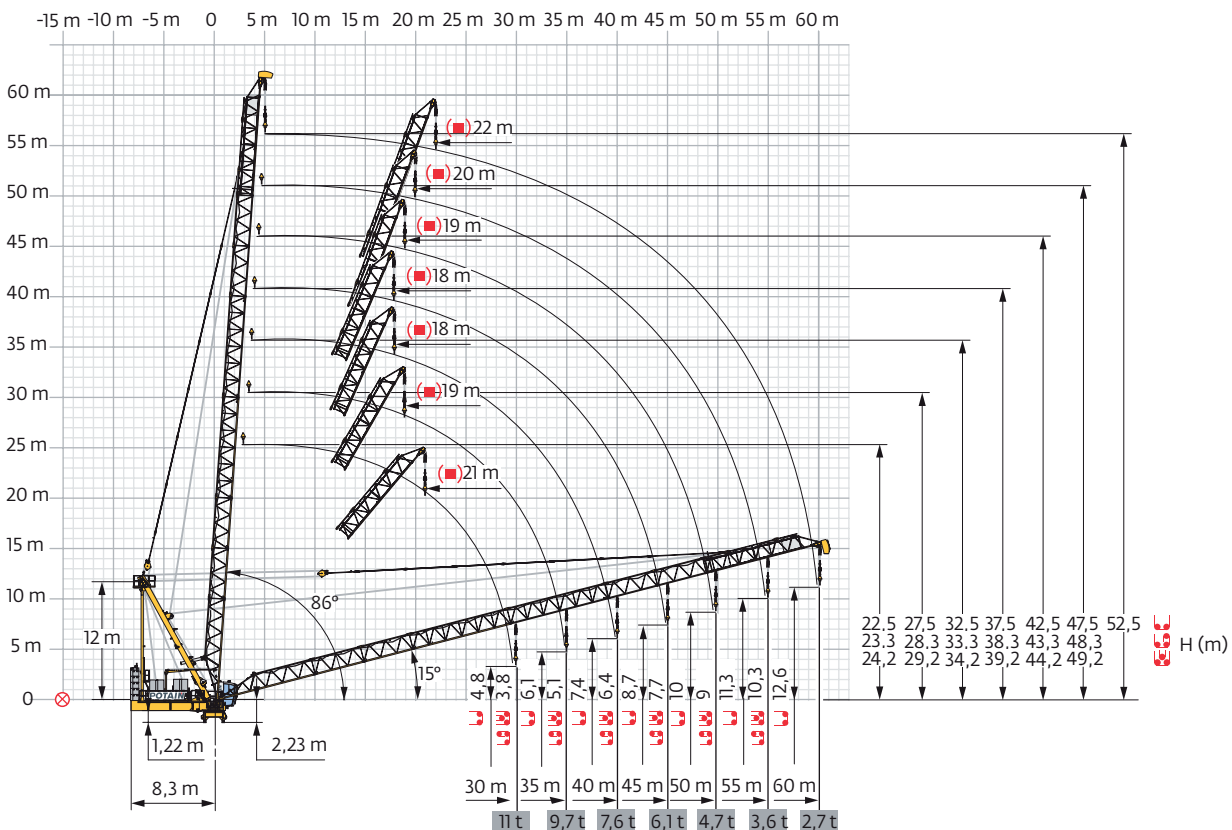 -15 m -10 m -5 m 0 5 m 10 m 15 m 20 m 25 m 30 m 35 m 40 m 45 m 50 m 55 m 60 m
60 m
55 m
50 m
45 m
40 m
35 m
30 m
25 m
20 m
15 m
10 m
5 m
0
22 m
20 m
19 m
18 m
18 m
19 m
21 m
86°
15°
12 m
POTAIN
1,22 m
2,23 m
8,3 m
22,5 27,5 32,5 37,5 42,5 47,5 52,5
23,3 28,3 33,3 38,3 43,3 48,3
24,2 29,2 34,2 39,2 44,2 49,2
H (m)
4,8 3,8 6,1 5,1 7,4 6,4 8,7 7,7 10 9 11,3 10,3 12,6
30 m 35 m 40 m 45 m 50 m 55 m 60 m
11 t 9,7 t 7,6 t 6,1 t 4,7 t 3,6 t 2,7 t